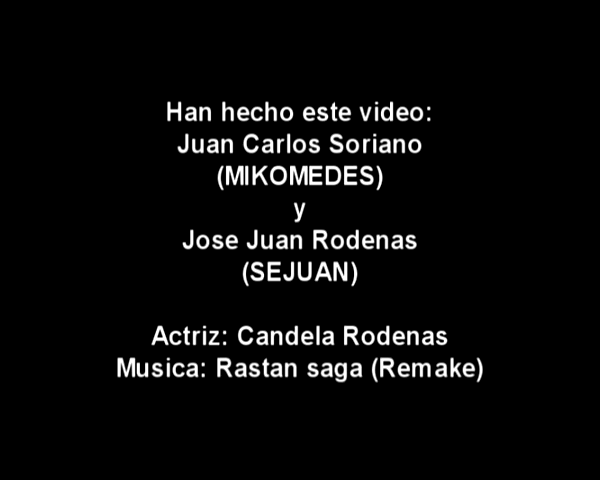 Han hecho este video:
Juan Carlos Soriano
(MIKOMEDES)
y
Jose Juan Rodenas
(SEJUAN)
Actriz: Candela Rodenas
Musica: Rastan saga (Remake)